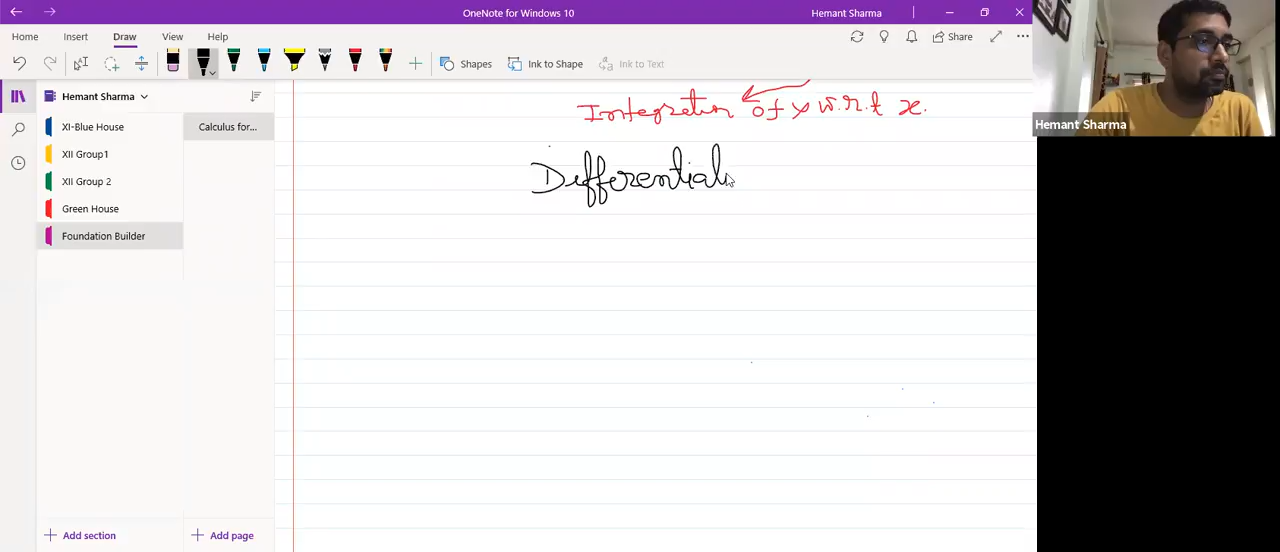 OneNote for Windows 10
Hemant Sharma
Home Insert Draw View Help
Share
Shapes Ink to Shape Ink to Text
Hemant Sharma
XI-Blue House
XII Group1
XII Group 2
Green House
Foundation Builder
Calculus for...
Integration of y w.r.t x.
Differential
Add section
Add page
Hemant Sharma